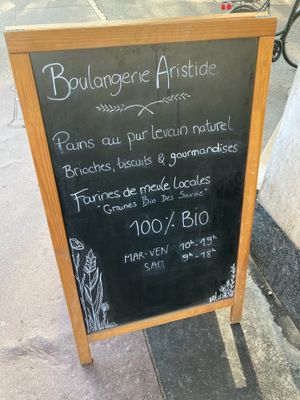 Boulangerie Aristide
Pains au pur levain naturel
Brioches, biscuits & gourmandises
Farines de meule locales
"Graines Bio Des Savoie"
100% BIO
MAR-VEN 10h-19h
SAM 9h-18h